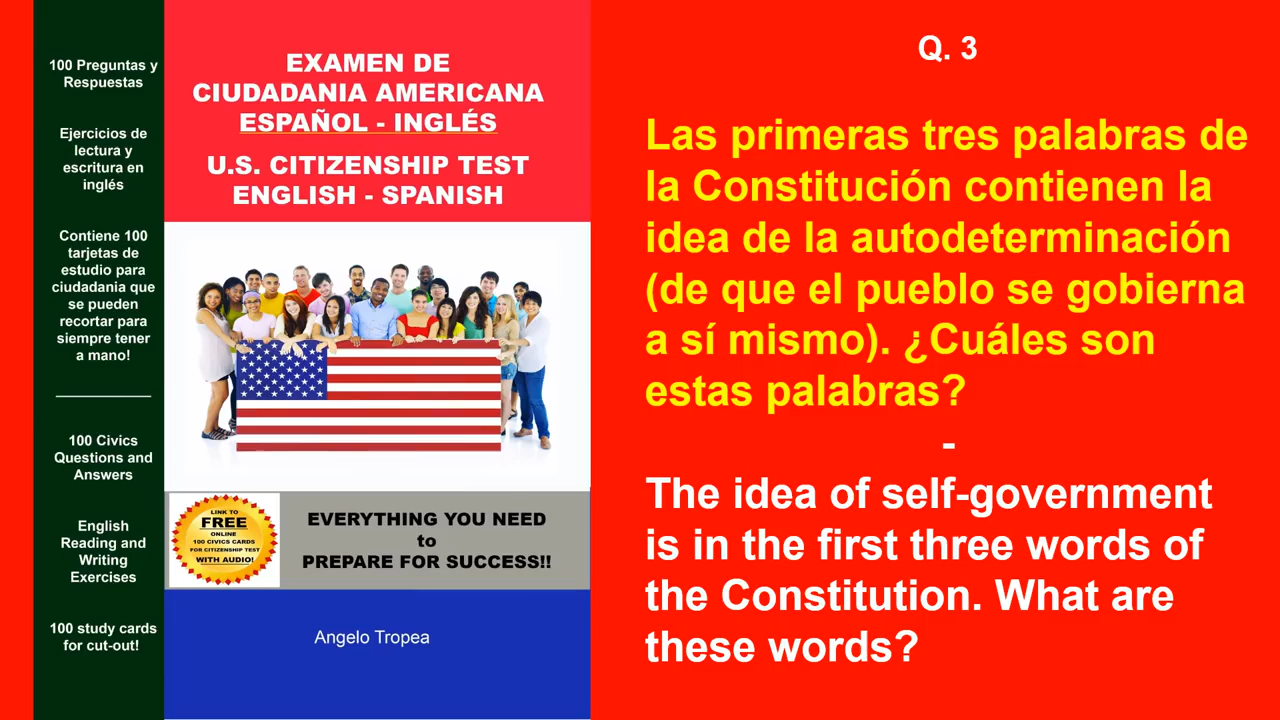 100 Preguntas y
Respuestas
Ejercicios de
lectura y
escritura en
inglés
Contiene 100
tarjetas de
estudio para
ciudadania que
se pueden
recortar para
siempre tener
a mano!
100 Civics
Questions and
Answers
English
Reading and
Writing
Exercises
100 study cards
for cut-out!
EXAMEN DE
CIUDADANIA AMERICANA
ESPAÑOL - INGLÉS
U.S. CITIZENSHIP TEST
ENGLISH - SPANISH
LINK TO
FREE
ONLINE
100 CIVICS CARDS
FOR CITIZENSHIP TEST
WITH AUDIO!
EVERYTHING YOU NEED
to
PREPARE FOR SUCCESS!!
Angelo Tropea
Q. 3
Las primeras tres palabras de
la Constitución contienen la
idea de la autodeterminación
(de que el pueblo se gobierna
a sí mismo). ¿Cuáles son
estas palabras?
-
The idea of self-government
is in the first three words of
the Constitution. What are
these words?